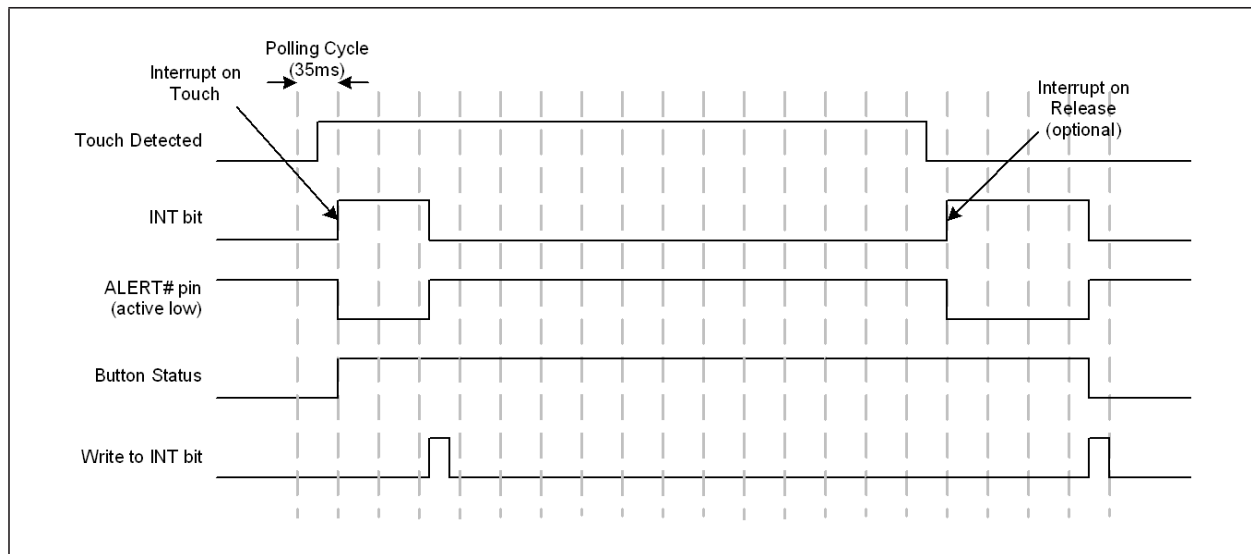 Polling Cycle
(35ms)
Interrupt on
Touch
Interrupt on
Release
(optional)
Touch Detected
INT bit
ALERT# pin
(active low)
Button Status
Write to INT bit